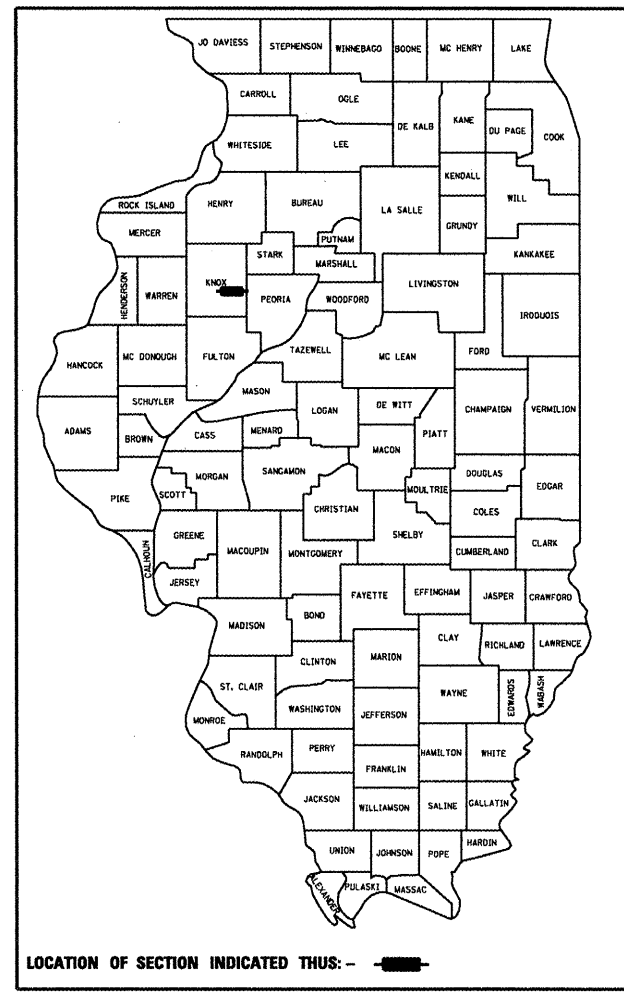 JO DAVIESS STEPHENSON WINNEBAGO BOONE MC HENRY LAKE
CARROLL OGLE DE KALB KANE DU PAGE COOK
WHITESIDE LEE
KENDALL WILL
ROCK ISLAND HENRY BUREAU LA SALLE GRUNDY
MERCER PUTNAM
STARK MARSHALL KANKAKEE
HENDERSON WARREN KNOX PEORIA WOODFORD LIVINGSTON IROQUOIS
HANCOCK MC DONOUGH FULTON TAZEWELL MC LEAN FORD
SCHUYLER MASON LOGAN DE WITT CHAMPAIGN VERMILION
ADAMS BROWN CASS MENARD MACON PIATT
PIKE SCOTT MORGAN SANGAMON MOULTRIE DOUGLAS EDGAR
CHRISTIAN COLES
CALHOUN GREENE MACOUPIN MONTGOMERY SHELBY CUMBERLAND CLARK
JERSEY
MADISON BOND FAYETTE EFFINGHAM JASPER CRAWFORD
CLINTON MARION CLAY RICHLAND LAWRENCE
ST. CLAIR WASHINGTON JEFFERSON WAYNE EDWARDS WABASH
MONROE
RANDOLPH PERRY FRANKLIN HAMILTON WHITE
JACKSON WILLIAMSON SALINE GALLATIN
UNION JOHNSON POPE HARDIN
ALEXANDER PULASKI MASSAC
LOCATION OF SECTION INDICATED THUS: –